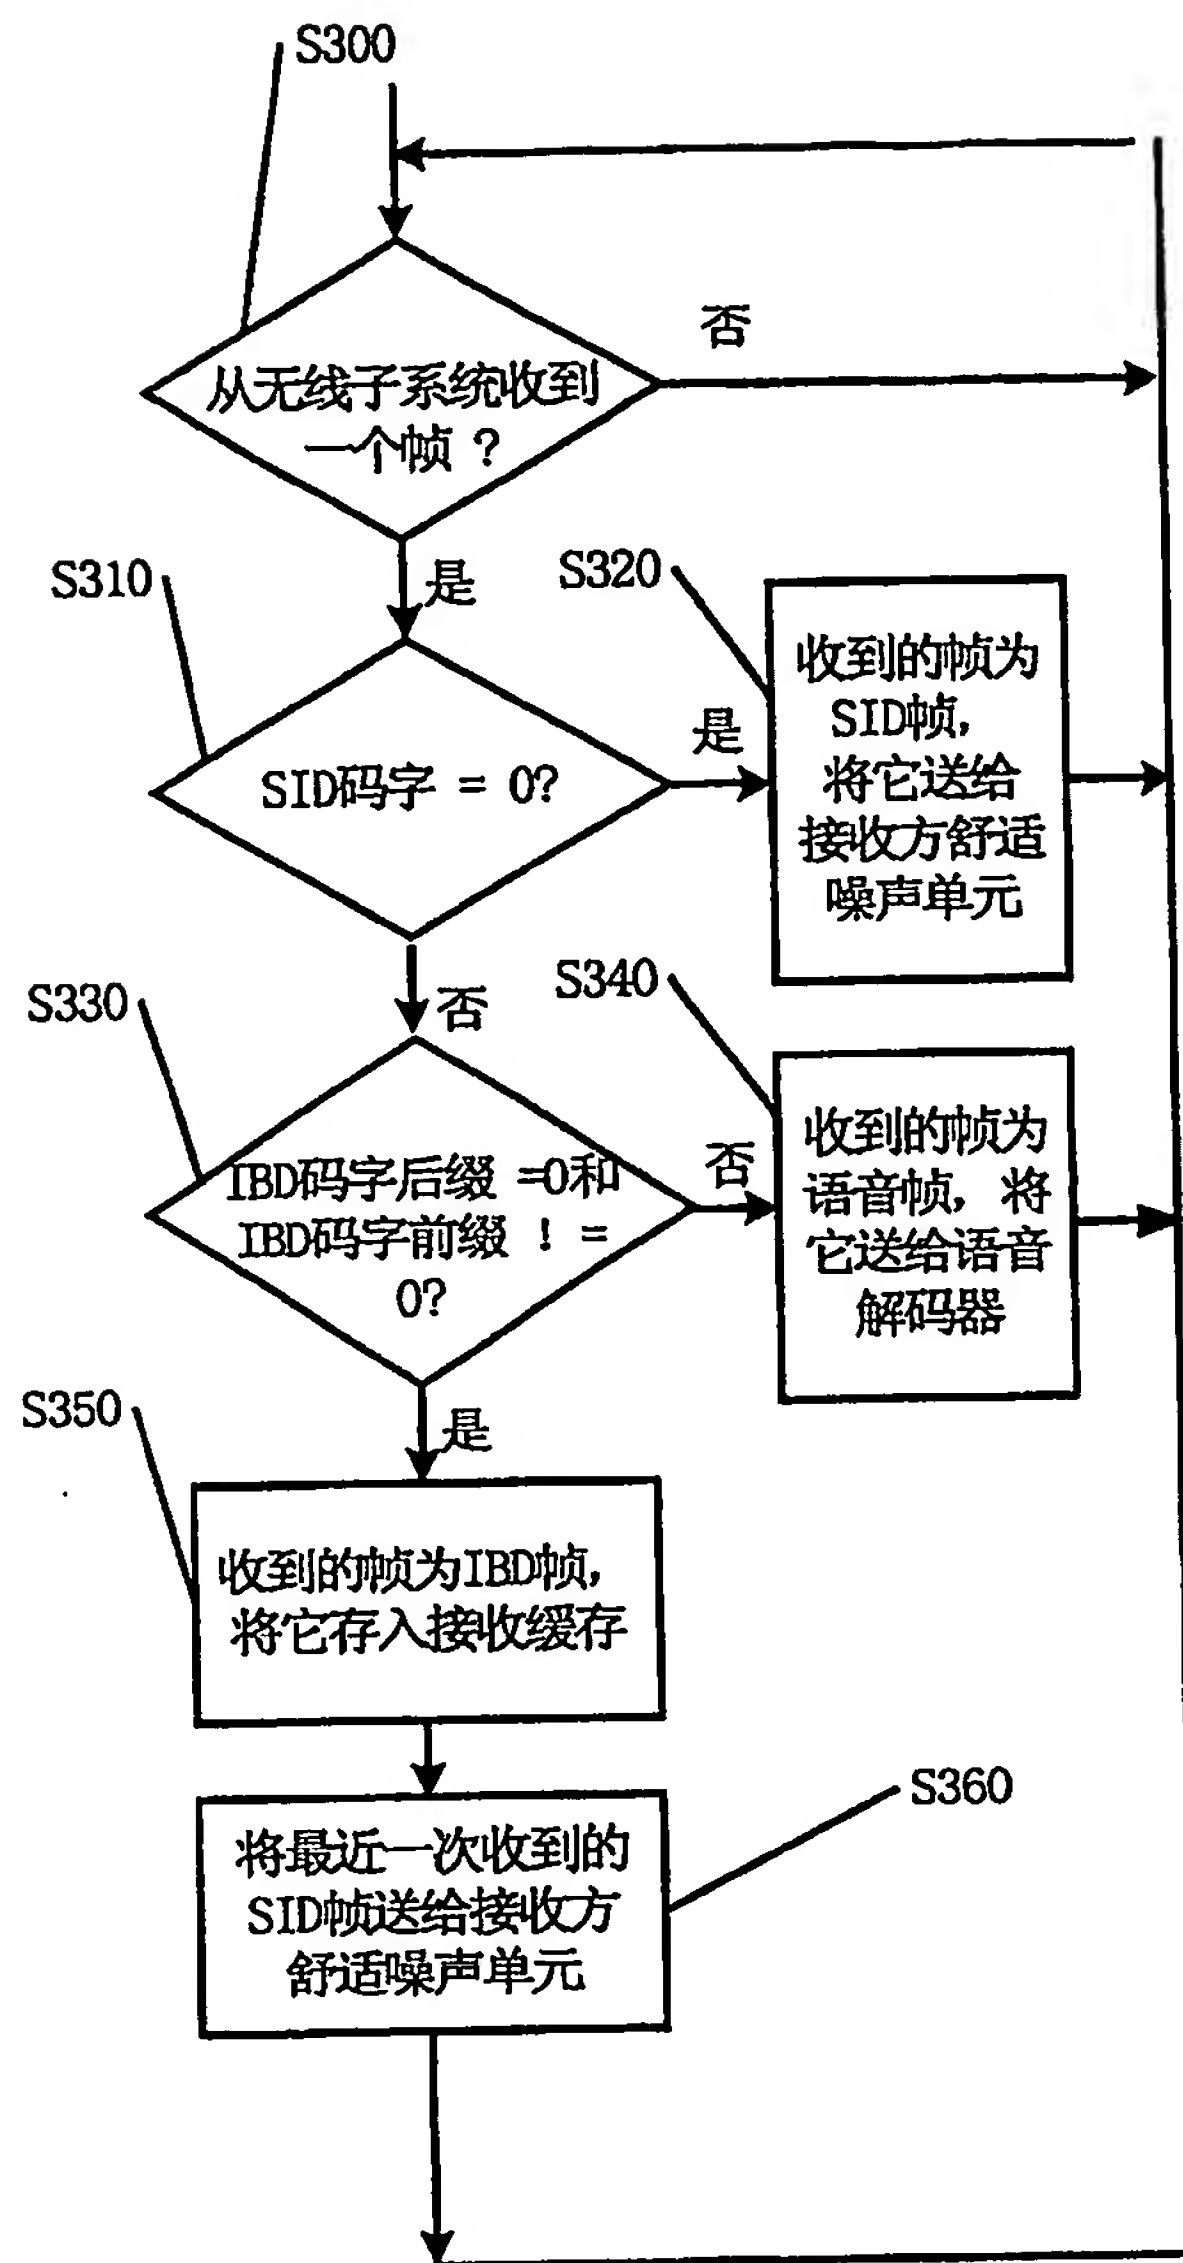 S300
否
从无线子系统收到
一个帧 ?
S310
是
S320
收到的帧为
SID帧,
将它送给
接收方舒适
噪声单元
是
SID码字 = 0?
S330
否
S340
收到的帧为
语音帧, 将
它送给语音
解码器
否
IBD码字后缀 =0和
IBD码字前缀 ! =
0?
S350
是
收到的帧为IBD帧,
将它存入接收缓存
S360
将最近一次收到的
SID帧送给接收方
舒适噪声单元